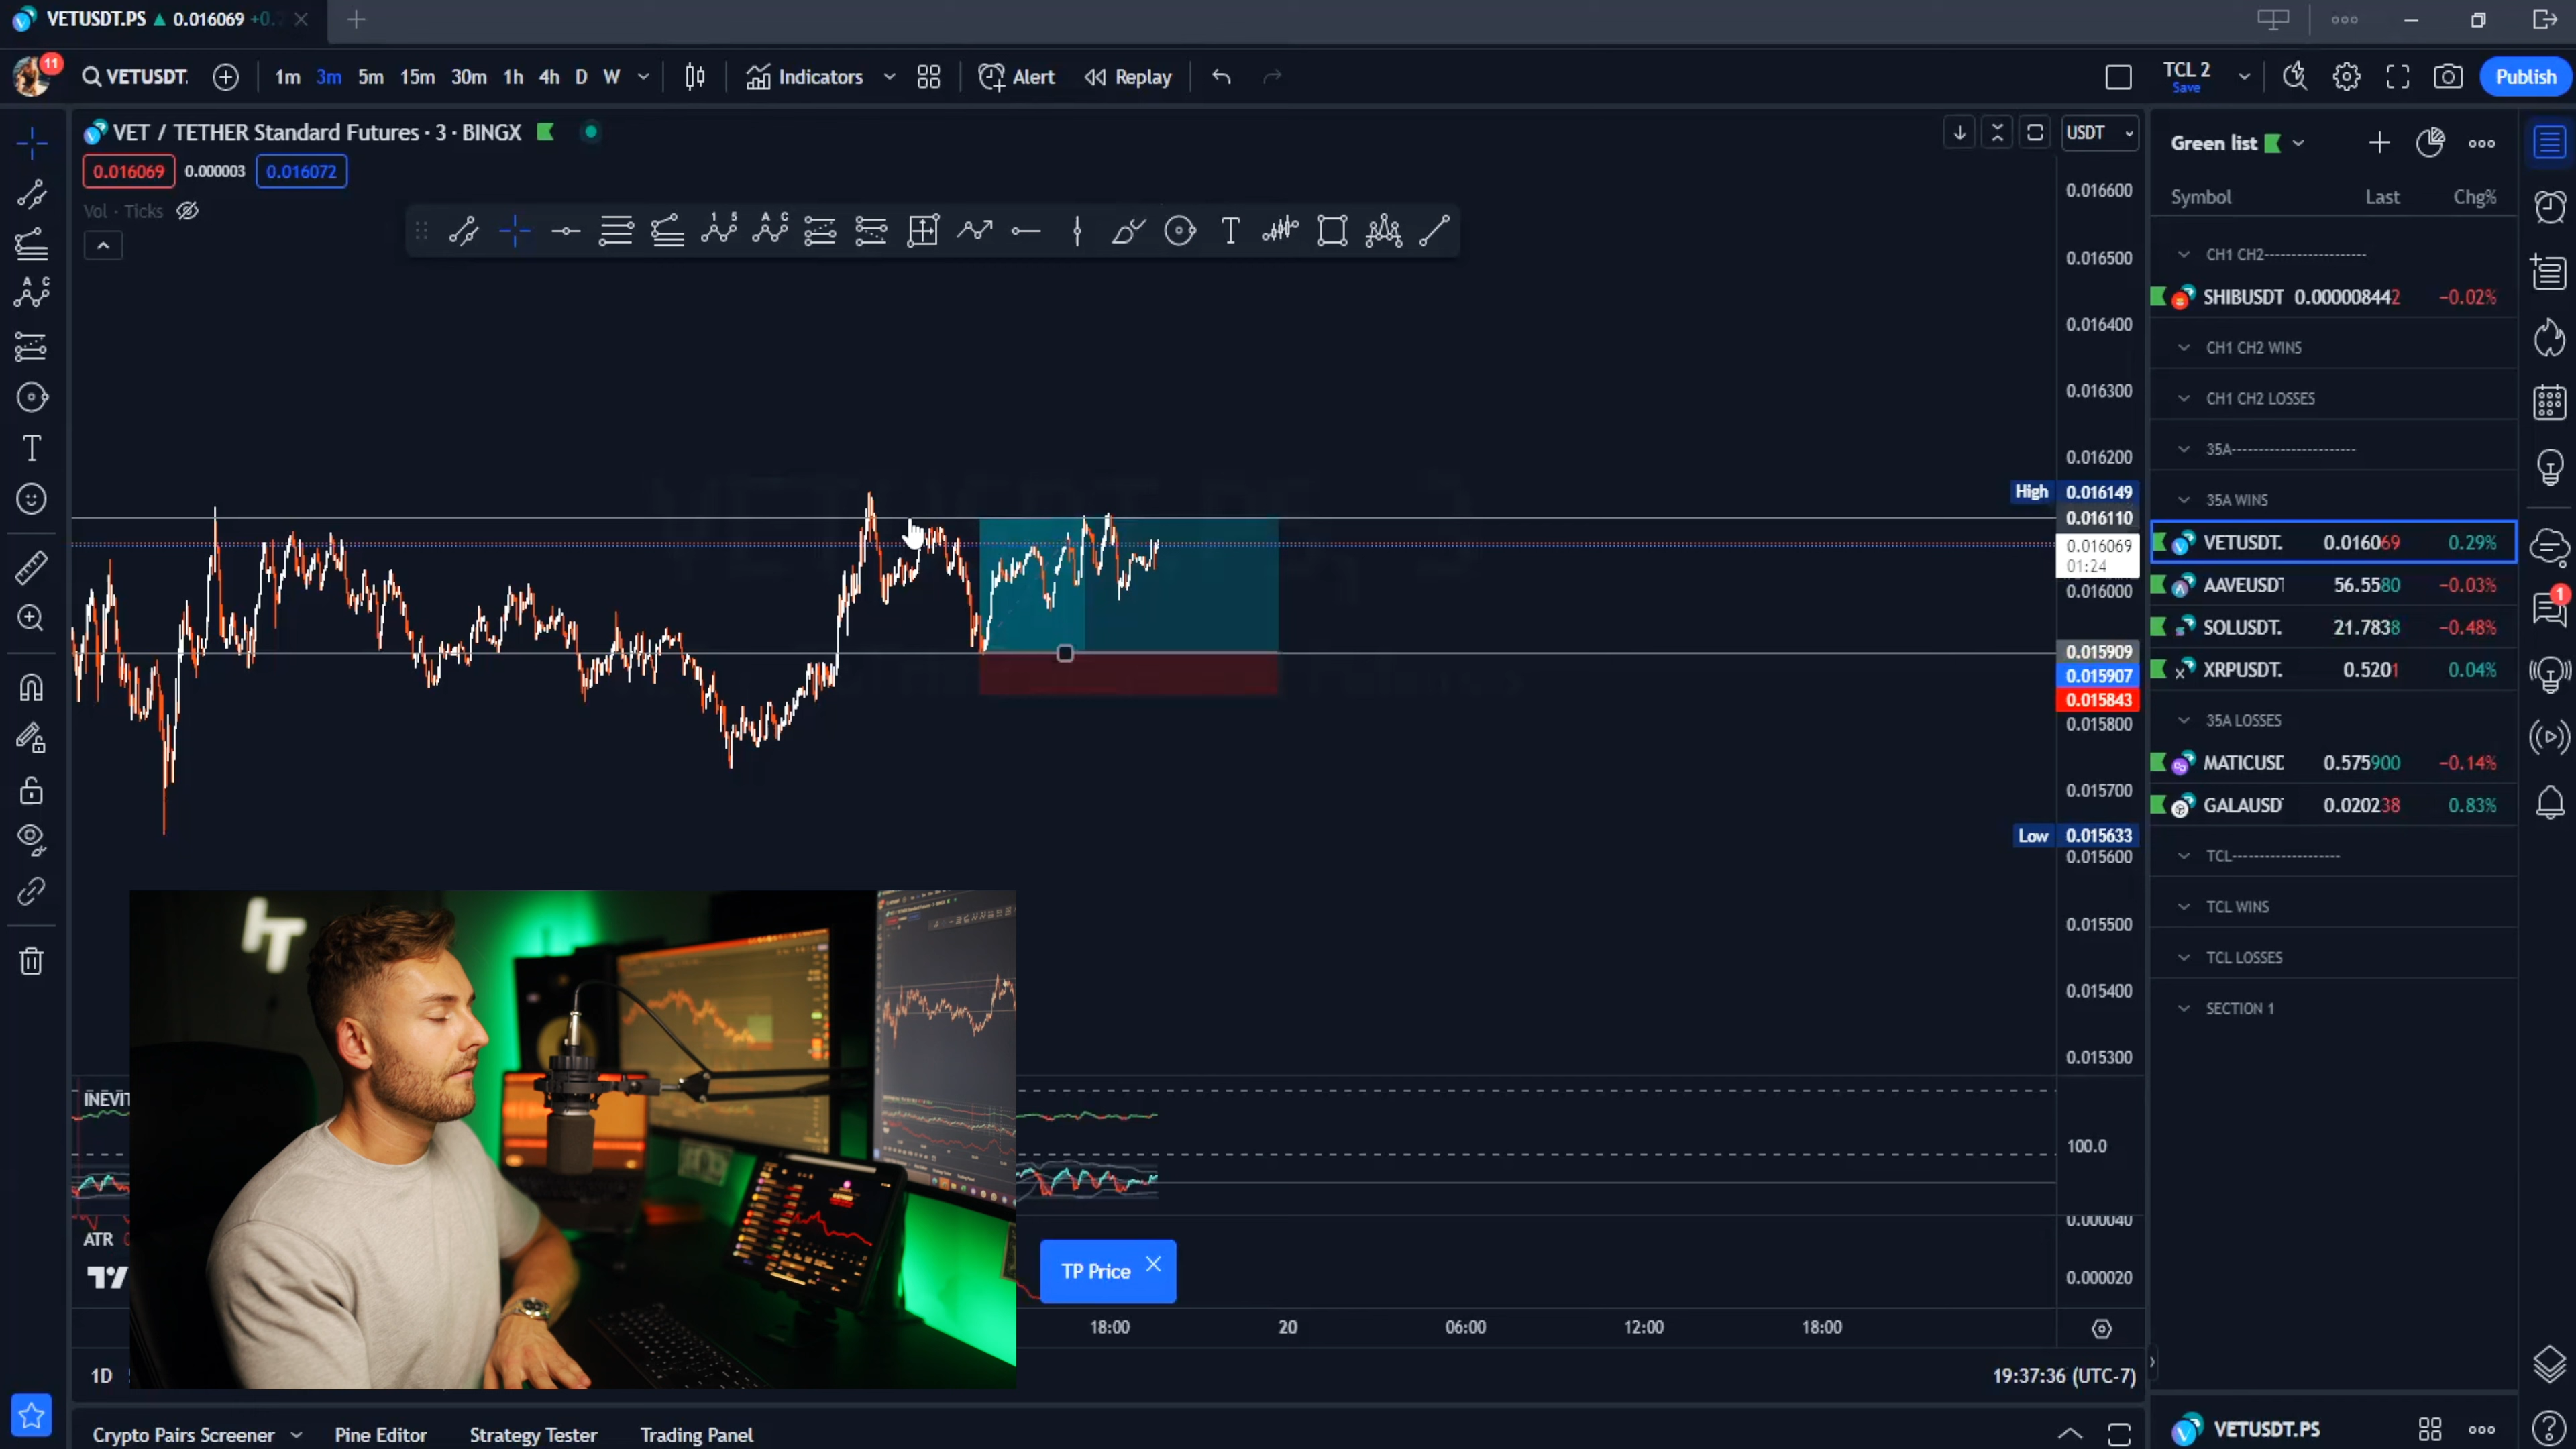 VETUSDT.PS ▲ 0.016069 +0.
11
VETUSDT.
1m 3m 5m 15m 30m 1h 4h D W
Indicators
Alert
Replay
TCL 2
Save
Publish
VET / TETHER Standard Futures · 3 · BINGX
0.016069 0.000003 0.016072
Vol · Ticks
USDT
0.016600
0.016500
0.016400
0.016300
0.016200
High 0.016149
0.016110
0.016069
01:24
0.016000
0.015909
0.015907
0.015843
0.015800
0.015700
Low 0.015633
0.015600
0.015500
0.015400
0.015300
100.0
0.000040
0.000020
ATR
TP Price
18:00 20 06:00 12:00 18:00
1D
19:37:36 (UTC-7)
Crypto Pairs Screener Pine Editor Strategy Tester Trading Panel
Green list
Symbol Last Chg%
CH1 CH2-------------------
SHIBUSDT 0.000008442 −0.02%
CH1 CH2 WINS
CH1 CH2 LOSSES
35A-----------------------
35A WINS
VETUSDT. 0.016069 0.29%
AAVEUSDT 56.5580 −0.03%
SOLUSDT. 21.7838 −0.48%
XRPUSDT. 0.5201 0.04%
35A LOSSES
MATICUSD 0.575900 −0.14%
GALAUSDT 0.020238 0.83%
TCL--------------------
TCL WINS
TCL LOSSES
SECTION 1
1
VETUSDT.PS